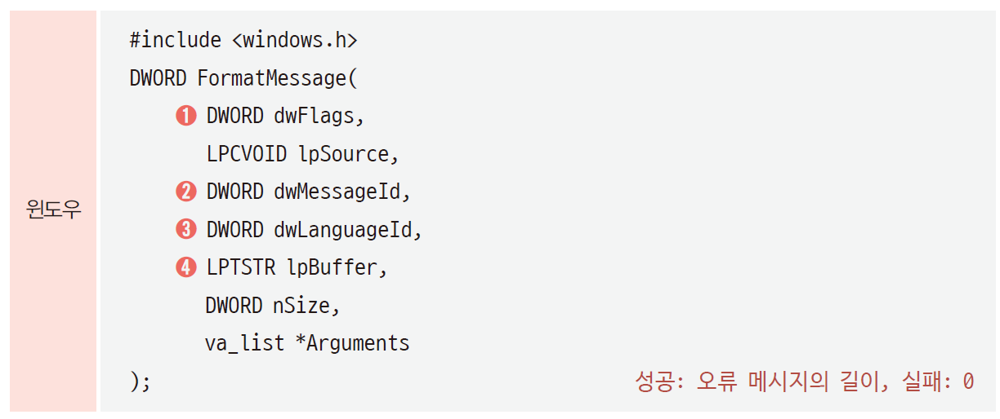 윈도우
#include <windows.h>
DWORD FormatMessage(
❶ DWORD dwFlags,
LPCVOID lpSource,
❷ DWORD dwMessageId,
❸ DWORD dwLanguageId,
❹ LPTSTR lpBuffer,
DWORD nSize,
va_list *Arguments
);
성공: 오류 메시지의 길이, 실패: 0